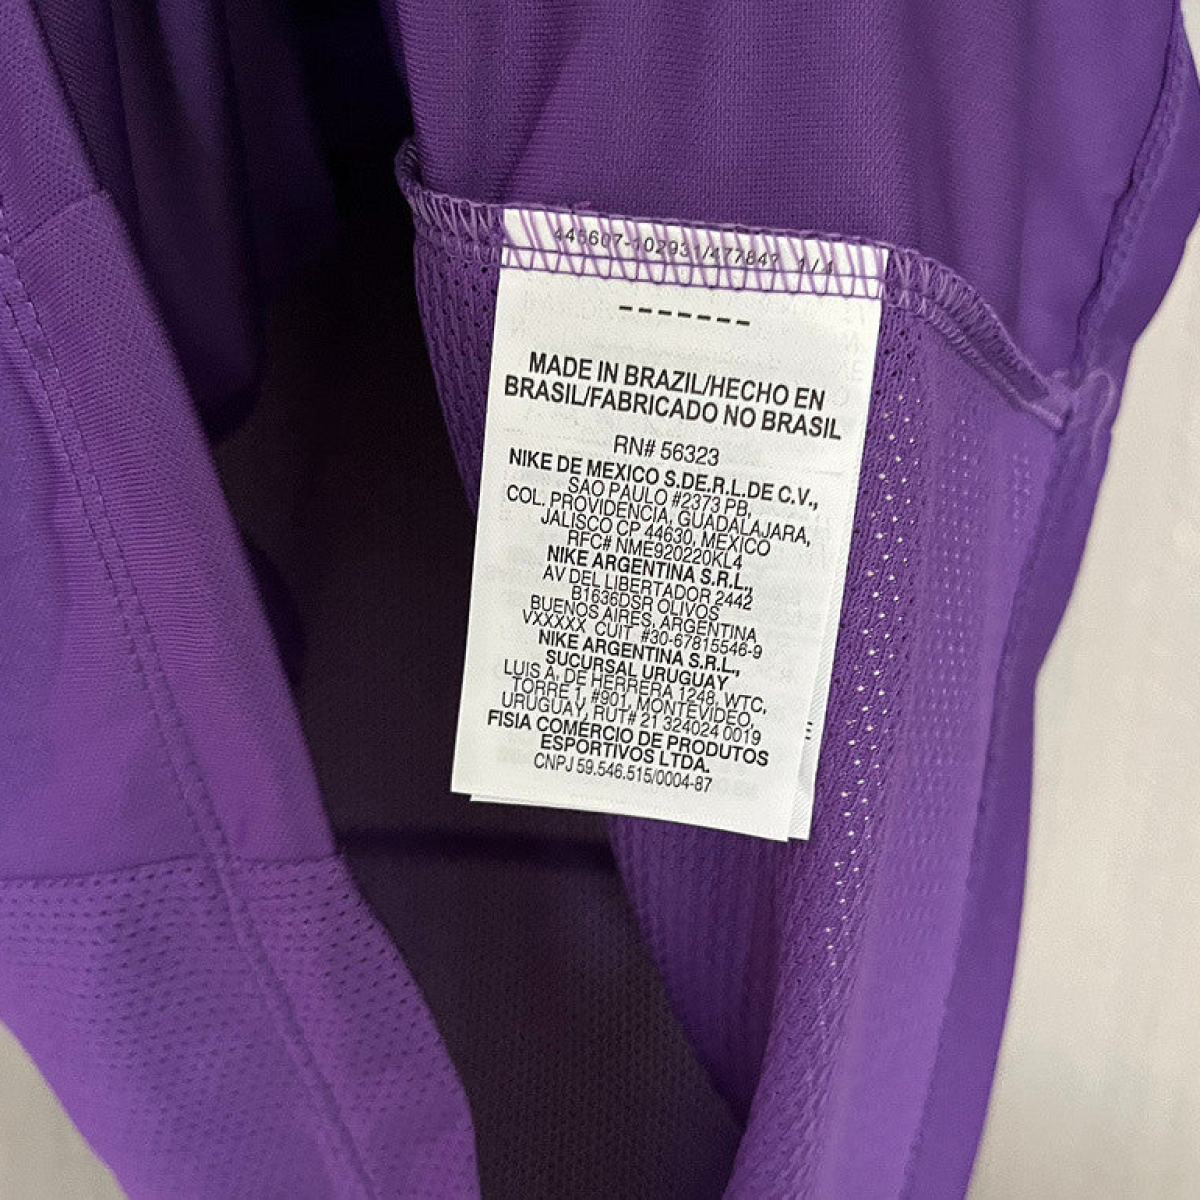 445607-102931/477847 1/4
-------
MADE IN BRAZIL/HECHO EN
BRASIL/FABRICADO NO BRASIL
RN# 56323
NIKE DE MEXICO S.DE.R.L.DE C.V.,
SAO PAULO #2373 PB,
COL. PROVIDENCIA, GUADALAJARA,
JALISCO CP 44630, MEXICO
RFC# NME920220KL4
NIKE ARGENTINA S.R.L.,
AV DEL LIBERTADOR 2442
B1636DSR OLIVOS
BUENOS AIRES, ARGENTINA
VXXXXX CUIT #30-67815546-9
NIKE ARGENTINA S.R.L.,
SUCURSAL URUGUAY
LUIS A. DE HERRERA 1248, WTC,
TORRE 1, #901, MONTEVIDEO,
URUGUAY, RUT# 21 324024 0019
FISIA COMERCIO DE PRODUTOS
ESPORTIVOS LTDA.
CNPJ 59.546.515/0004-87